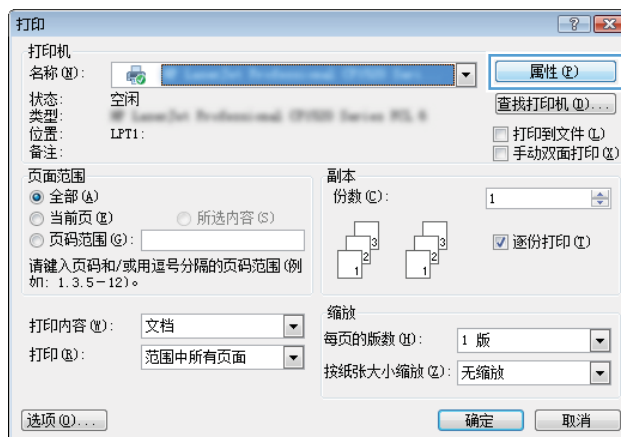 打印
打印机
名称(N):
属性(P)
状态: 空闲
类型:
查找打印机(D)...
位置: LPT1:
打印到文件(L)
备注:
手动双面打印(X)
页面范围
全部(A)
当前页(E) 所选内容(S)
页码范围(G):
请键入页码和/或用逗号分隔的页码范围(例
如: 1.3.5-12)。
副本
份数(C): 1
逐份打印(T)
3
2
1
3
2
1
打印内容(W): 文档
打印(R): 范围中所有页面
缩放
每页的版数(H): 1 版
按纸张大小缩放(Z): 无缩放
选项(O)...
确定
取消